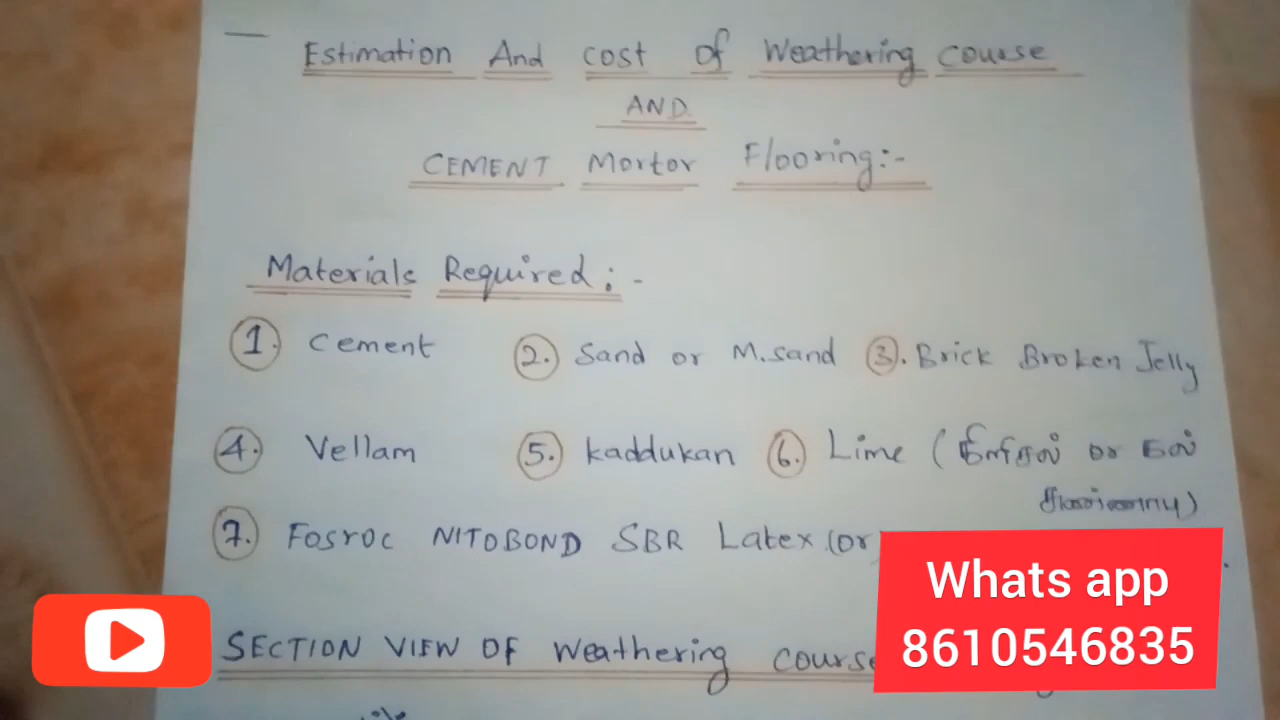 Estimation And cost of Weathering course
AND
CEMENT Mortor Flooring:-
Materials Required:-
1. Cement 2. Sand or M.sand 3. Brick Broken Jelly
4. Vellam 5. kaddukan 6. Lime ( or கல்
7. Fosroc NITOBOND SBR Latex (or
Whats app
8610546835
SECTION VIEW OF Weathering course